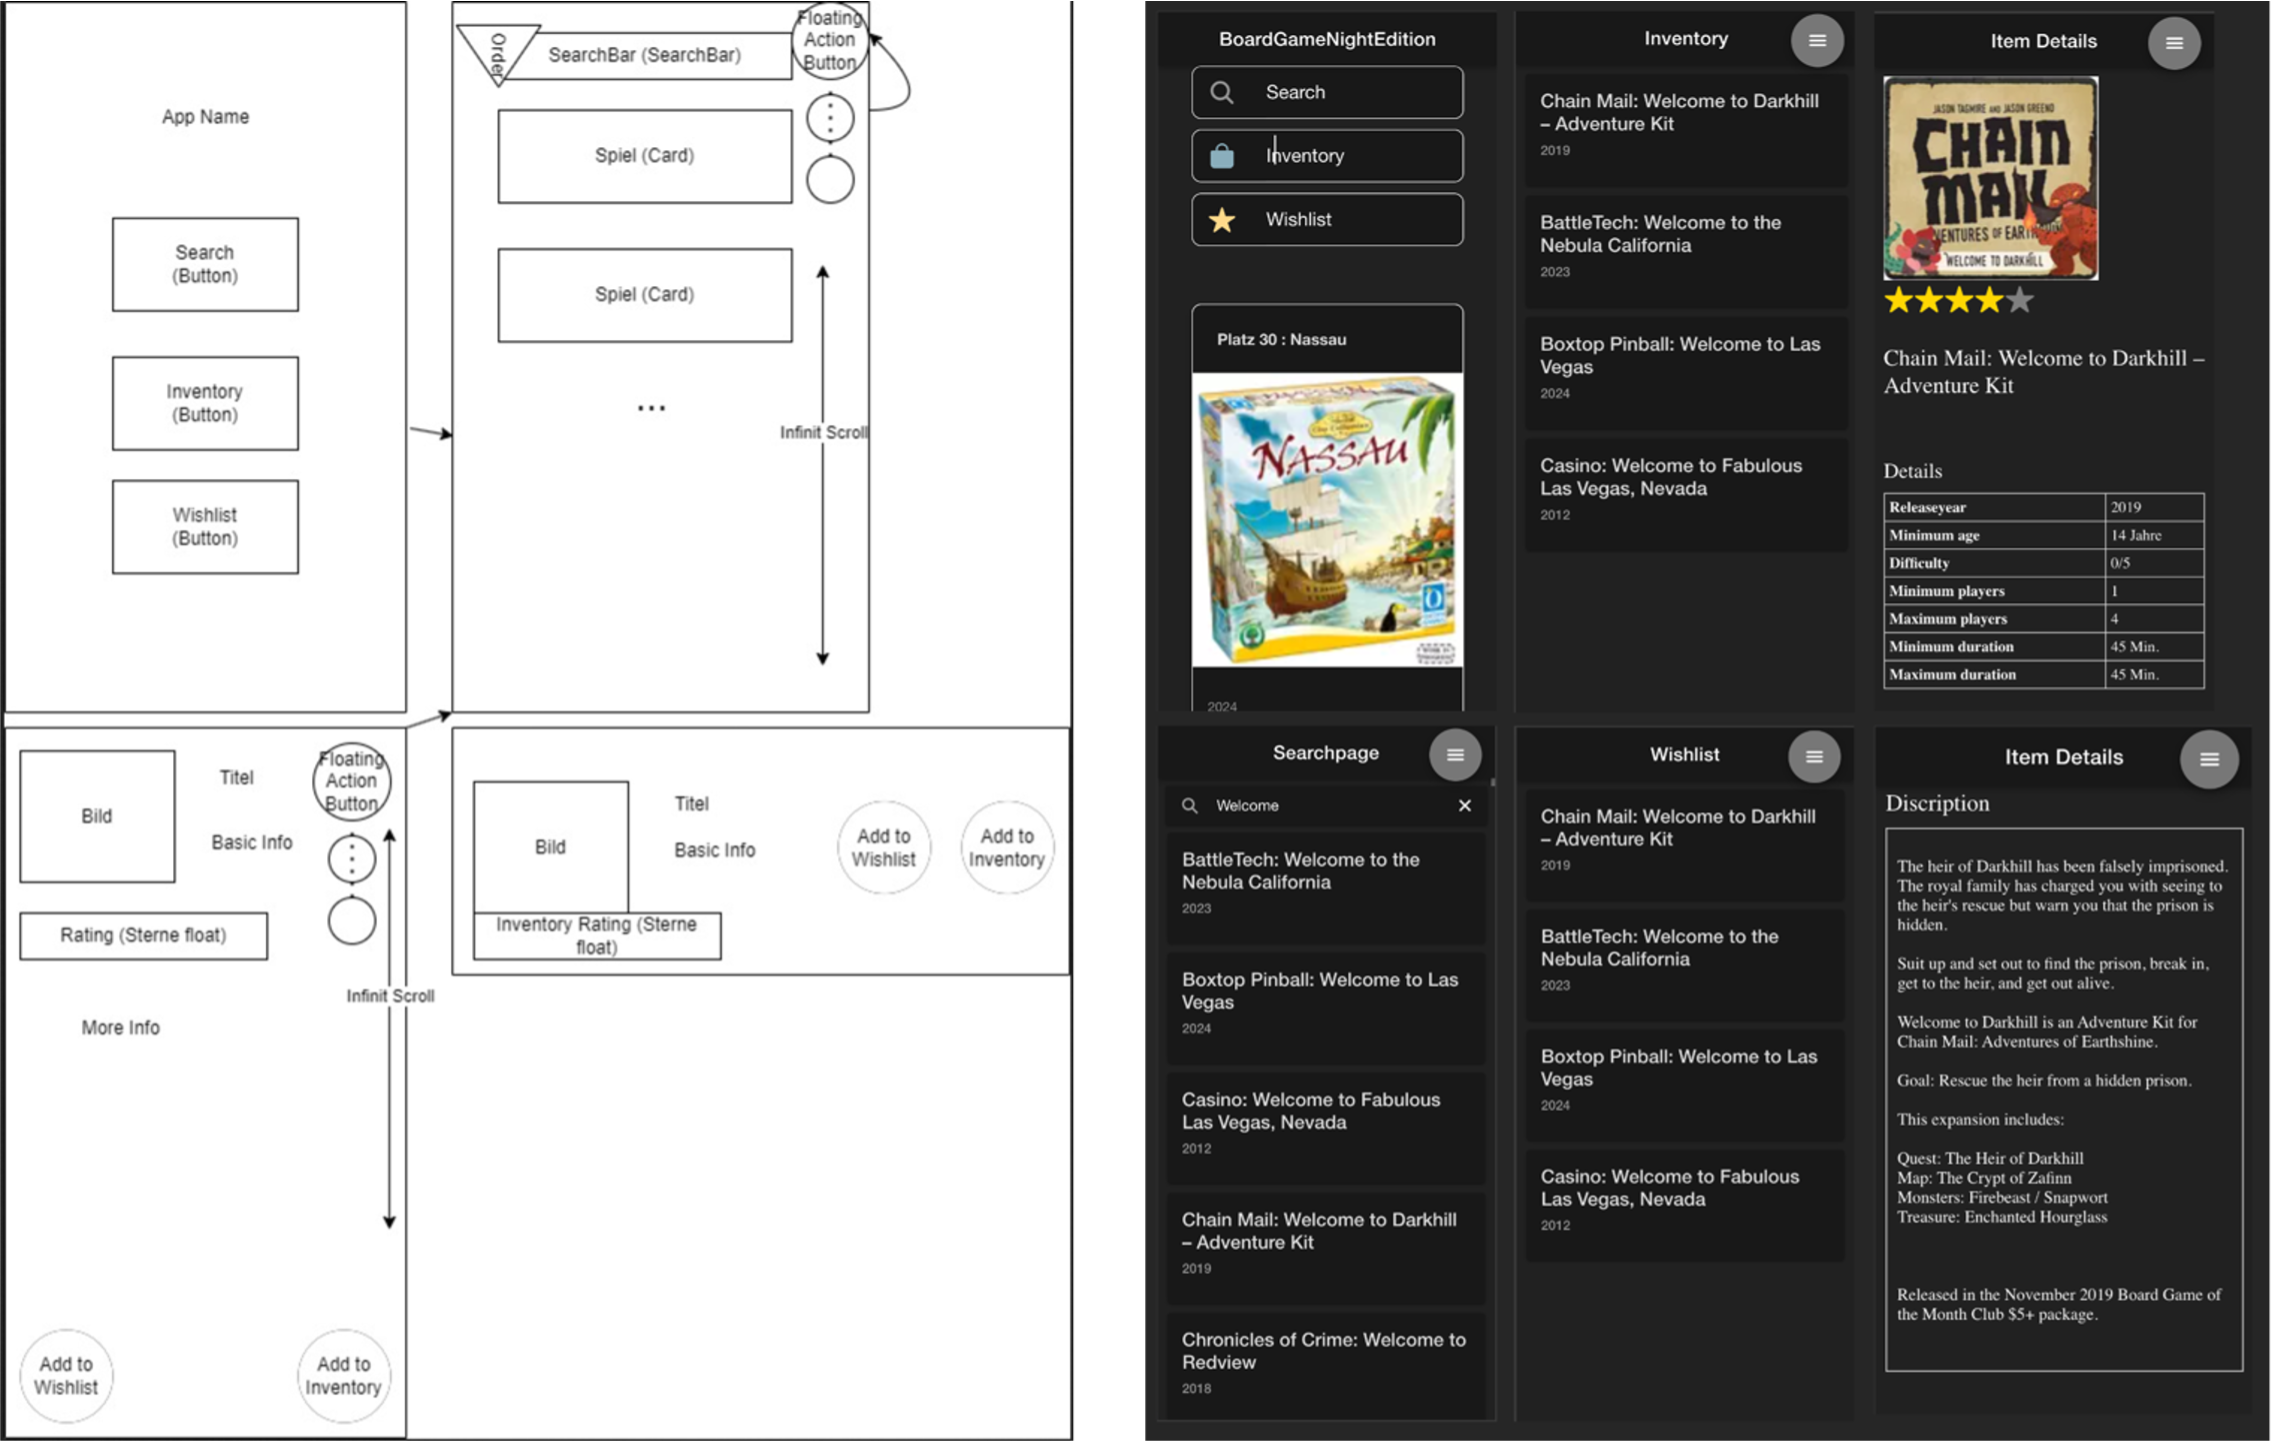 App Name
Search
(Button)
Inventory
(Button)
Wishlist
(Button)
Order
SearchBar (SearchBar)
Floating
Action
Button
Spiel (Card)
Spiel (Card)
...
Infinit Scroll
Bild
Titel
Basic Info
Floating
Action
Button
Rating (Sterne float)
Infinit Scroll
More Info
Add to
Wishlist
Add to
Inventory
Bild
Titel
Basic Info
Add to
Wishlist
Add to
Inventory
Inventory Rating (Sterne
float)
BoardGameNightEdition
Search
Inventory
Wishlist
Platz 30 : Nassau
NASSAU
2024
Inventory
Chain Mail: Welcome to Darkhill
– Adventure Kit
2019
BattleTech: Welcome to the
Nebula California
2023
Boxtop Pinball: Welcome to Las
Vegas
2024
Casino: Welcome to Fabulous
Las Vegas, Nevada
2012
Item Details
JASON TAGMIRE AND JASON GREENO
CHAIN
MAIL
WELCOME TO DARKHILL
Chain Mail: Welcome to Darkhill –
Adventure Kit
Details
Releaseyear 2019
Minimum age 14 Jahre
Difficulty 0/5
Minimum players 1
Maximum players 4
Minimum duration 45 Min.
Maximum duration 45 Min.
Searchpage
Welcome
BattleTech: Welcome to the
Nebula California
2023
Boxtop Pinball: Welcome to Las
Vegas
2024
Casino: Welcome to Fabulous
Las Vegas, Nevada
2012
Chain Mail: Welcome to Darkhill
– Adventure Kit
2019
Chronicles of Crime: Welcome to
Redview
2018
Wishlist
Chain Mail: Welcome to Darkhill
– Adventure Kit
2019
BattleTech: Welcome to the
Nebula California
2023
Boxtop Pinball: Welcome to Las
Vegas
2024
Casino: Welcome to Fabulous
Las Vegas, Nevada
2012
Item Details
Discription
The heir of Darkhill has been falsely imprisoned.
The royal family has charged you with seeing to
the heir's rescue but warn you that the prison is
hidden.
Suit up and set out to find the prison, break in,
get to the heir, and get out alive.
Welcome to Darkhill is an Adventure Kit for
Chain Mail: Adventures of Earthshine.
Goal: Rescue the heir from a hidden prison.
This expansion includes:
Quest: The Heir of Darkhill
Map: The Crypt of Zafinn
Monsters: Firebeast / Snapwort
Treasure: Enchanted Hourglass
Released in the November 2019 Board Game of
the Month Club $5+ package.